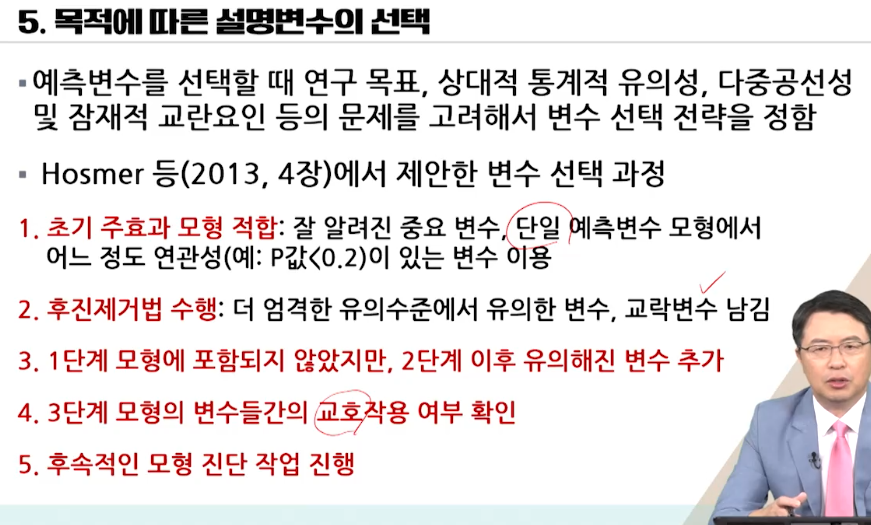 5. 목적에 따른 설명변수의 선택
▪예측변수를 선택할 때 연구 목표, 상대적 통계적 유의성, 다중공선성
및 잠재적 교란요인 등의 문제를 고려해서 변수 선택 전략을 정함
▪ Hosmer 등(2013, 4장)에서 제안한 변수 선택 과정
1. 초기 주효과 모형 적합: 잘 알려진 중요 변수, 단일 예측변수 모형에서
어느 정도 연관성(예: P값<0.2)이 있는 변수 이용
2. 후진제거법 수행: 더 엄격한 유의수준에서 유의한 변수, 교락변수 남김
3. 1단계 모형에 포함되지 않았지만, 2단계 이후 유의해진 변수 추가
4. 3단계 모형의 변수들간의 교호작용 여부 확인
5. 후속적인 모형 진단 작업 진행